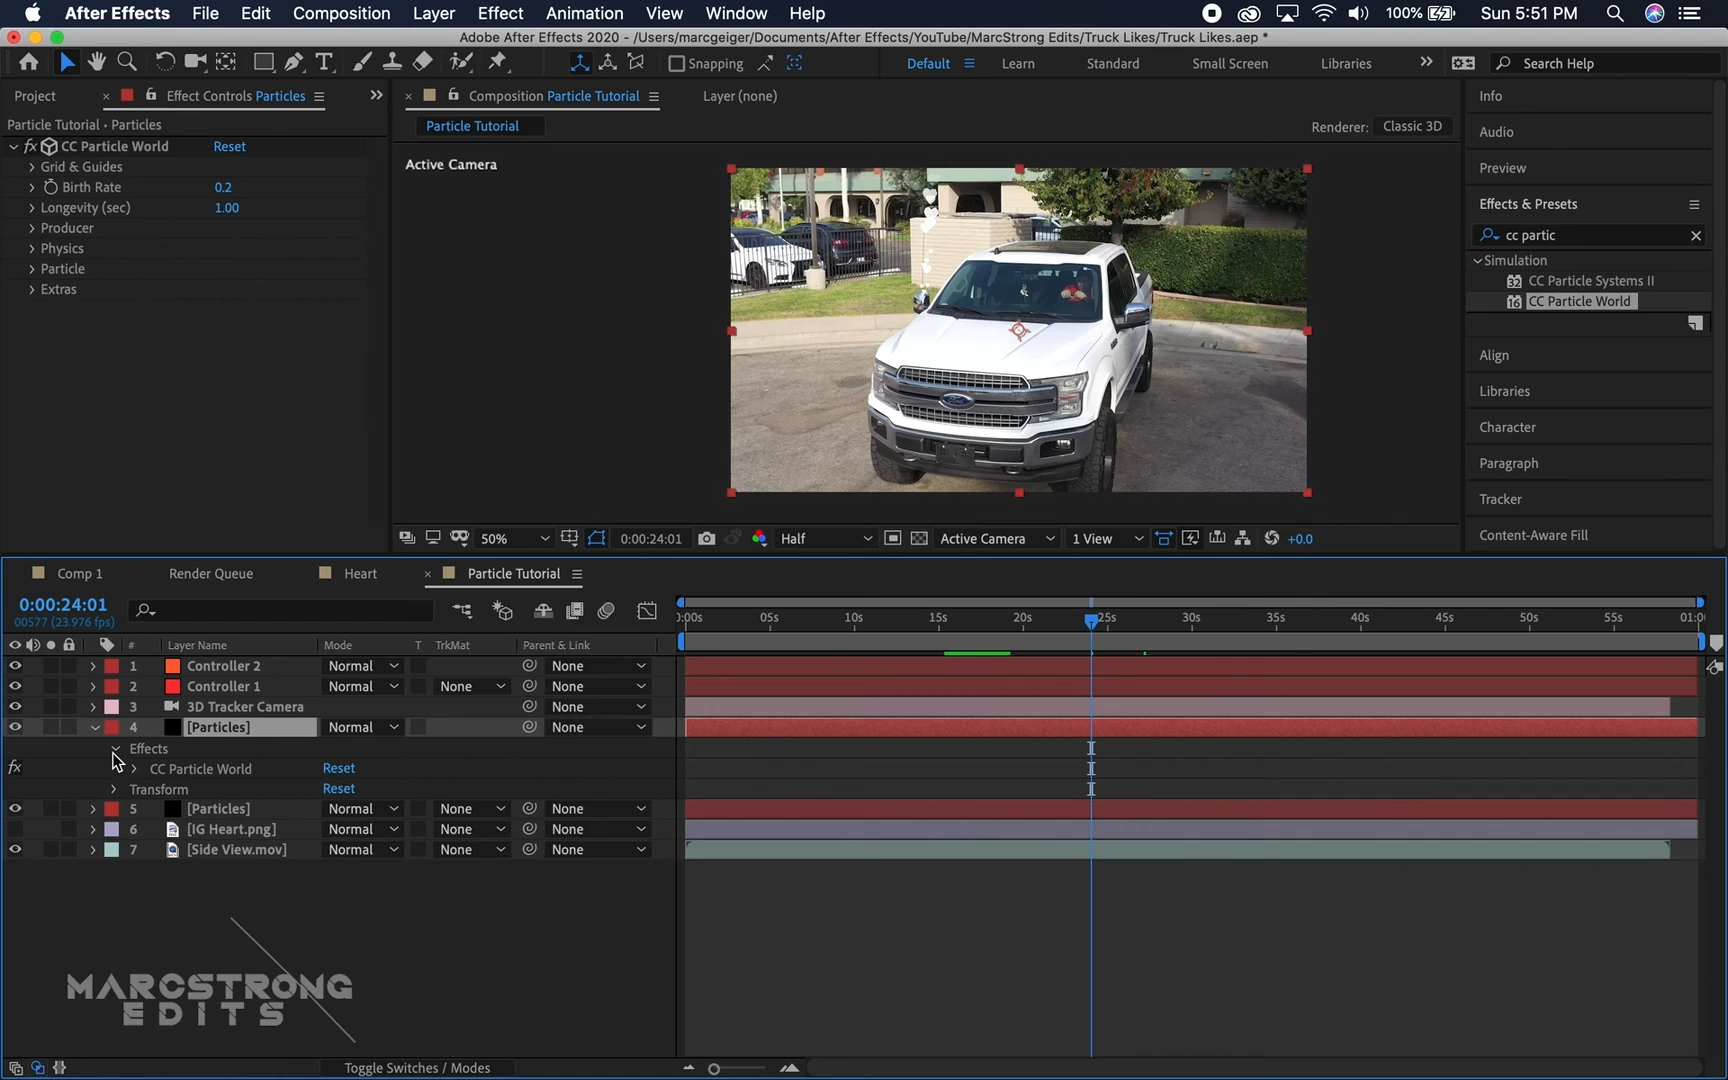 After Effects File Edit Composition Layer Effect Animation View Window Help 100% Sun 5:51 PM
Adobe After Effects 2020 - /Users/marcgeiger/Documents/After Effects/YouTube/MarcStrong Edits/Truck Likes/Truck Likes.aep *
Snapping Default Learn Standard Small Screen Libraries Search Help
Project Effect Controls Particles Composition Particle Tutorial Layer (none) Info
Particle Tutorial • Particles Particle Tutorial Renderer: Classic 3D Audio
fx CC Particle World Reset
Grid & Guides Active Camera Preview
Birth Rate 0.2
Longevity (sec) 1.00 Effects & Presets
Producer cc partic
Physics Simulation
Particle 32 CC Particle Systems II
Extras 16 CC Particle World
Align
Libraries
Character
Paragraph
Tracker
50% 0:00:24:01 Half Active Camera 1 View +0.0 Content-Aware Fill
Comp 1 Render Queue Heart Particle Tutorial
0:00:24:01
00577 (23.976 fps) :00s 05s 10s 15s 20s 25s 30s 35s 40s 45s 50s 55s 01:0
# Layer Name Mode T TrkMat Parent & Link
1 Controller 2 Normal None
2 Controller 1 Normal None None
3 3D Tracker Camera None
4 [Particles] Normal None
Effects
fx CC Particle World Reset
Transform Reset
5 [Particles] Normal None None
6 [IG Heart.png] Normal None None
7 [Side View.mov] Normal None None
MARCSTRONG
EDITS
Toggle Switches / Modes